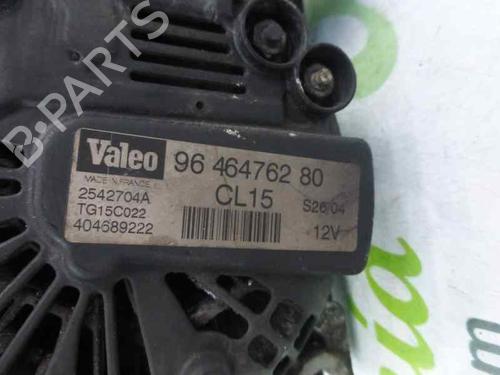 Valeo
96 464762 80
MADE IN FRANCE
2542704A
CL15
S26/04
TG15C022
404689222
12V
B-PARTS